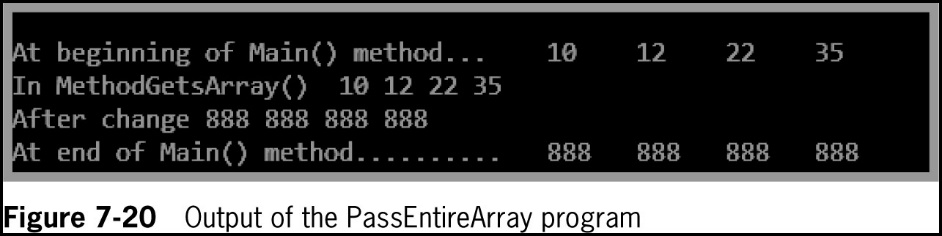 At beginning of Main() method...    10    12    22    35
In MethodGetsArray()  10 12 22 35
After change 888 888 888 888
At end of Main() method..........   888   888   888   888
Figure 7-20   Output of the PassEntireArray program